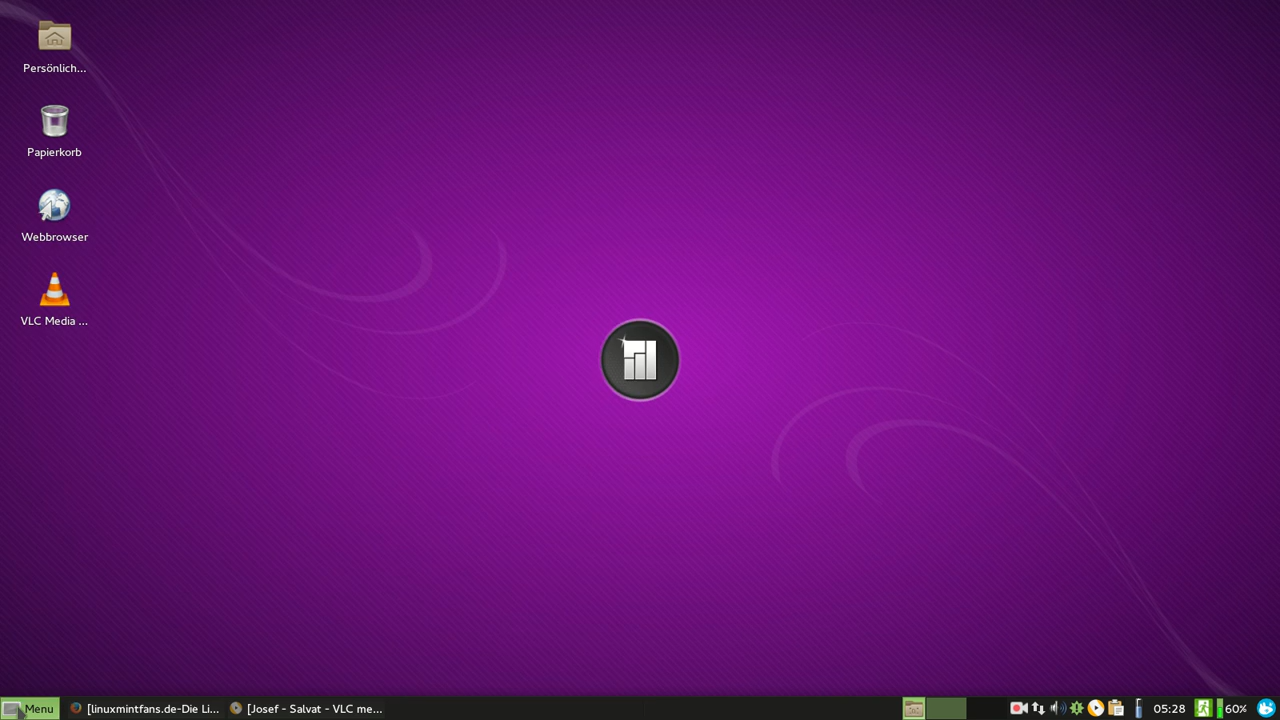 Persönlich...
Papierkorb
Webbrowser
VLC Media ...
Menu
[linuxmintfans.de-Die Li...
[Josef - Salvat - VLC me...
05:28
60%